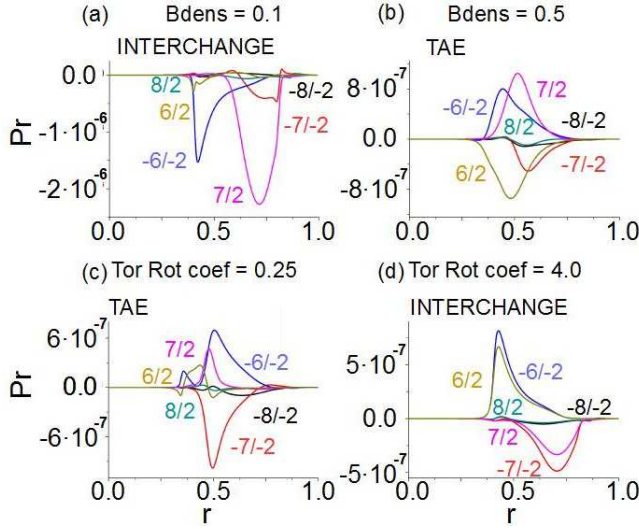 (a) Bdens = 0.1
INTERCHANGE
0.0
-1·10⁻⁶
-2·10⁻⁶
Pr
8/2
6/2
-6/-2
7/2
-8/-2
-7/-2
0.0 0.5 1.0
(b) Bdens = 0.5
TAE
8·10⁻⁷
0.0
-8·10⁻⁷
-6/-2
7/2
8/2
-8/-2
6/2
-7/-2
0.0 0.5 1.0
(c) Tor Rot coef = 0.25
TAE
6·10⁻⁷
0.0
-6·10⁻⁷
Pr
7/2
6/2
-6/-2
8/2
-8/-2
-7/-2
0.0 0.5 1.0
r
(d) Tor Rot coef = 4.0
INTERCHANGE
5·10⁻⁷
0.0
-5·10⁻⁷
6/2
-6/-2
8/2
-8/-2
7/2
-7/-2
0.0 0.5 1.0
r